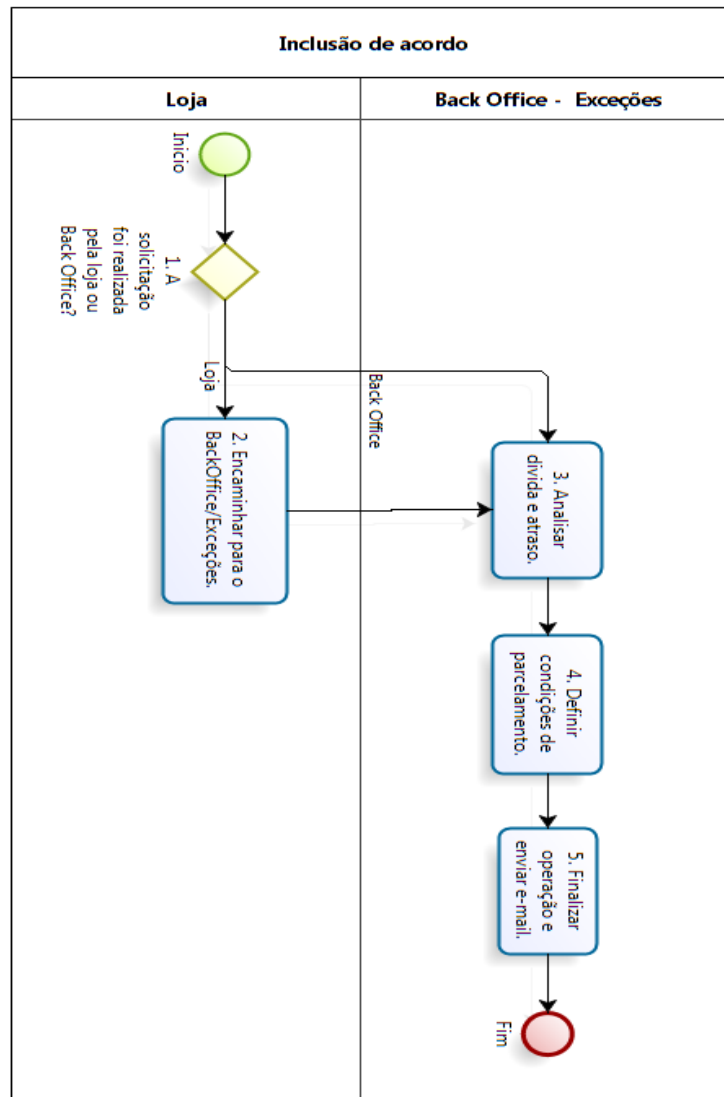 Inclusão de acordo
Loja
Back Office - Exceções
Inicio
1. A
solicitação
foi realizada
pela loja ou
Back Office?
Loja
Back Office
2. Encaminhar para o
BackOffice/Exceções.
3. Analisar
divida e atraso.
4. Definir
condições de
parcelamento.
5. Finalizar
operação e
enviar e-mail.
Fim